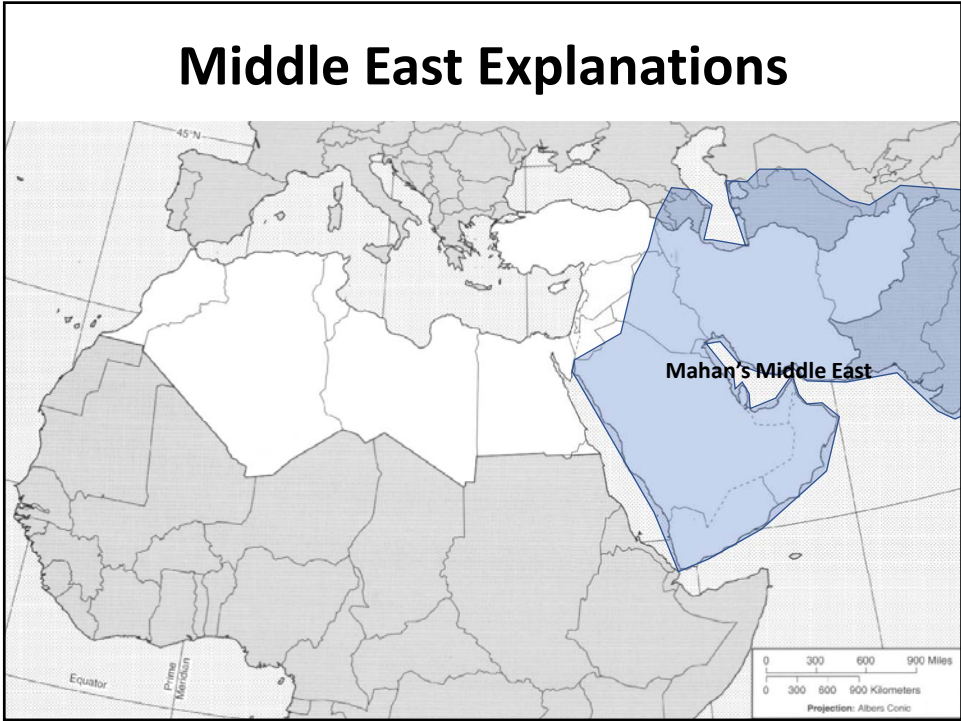 Middle East Explanations
45°N
Mahan's Middle East
Equator
Prime
Meridian
0 300 600 900 Miles
0 300 600 900 Kilometers
Projection: Albers Conic